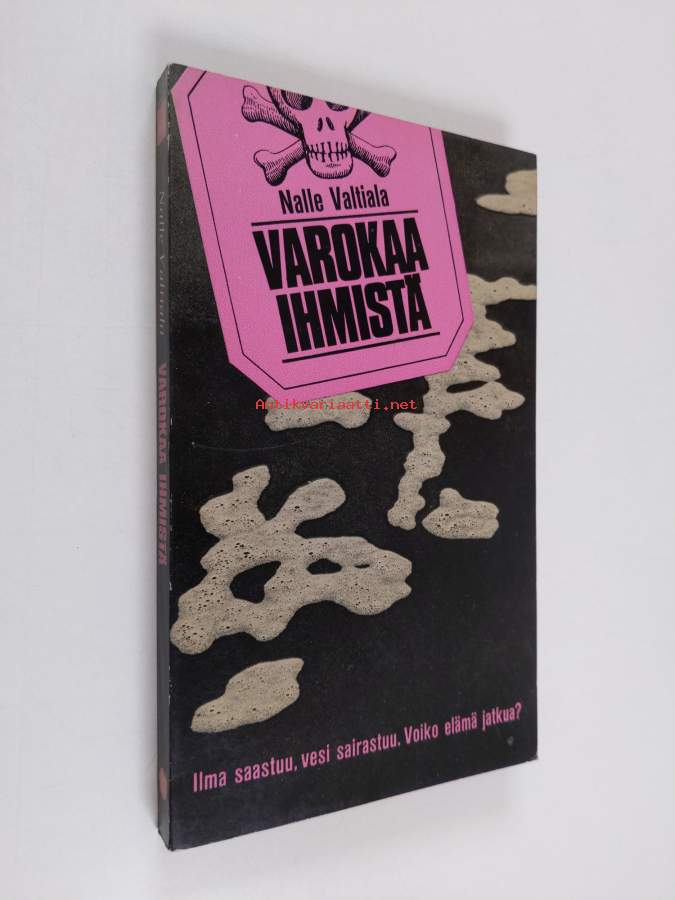 Nalle Valtiala
VAROKAA
IHMISTÄ
Antikvariaatti.net
Ilma saastuu, vesi sairastuu. Voiko elämä jatkua?
Nalle Valtiala VAROKAA IHMISTÄ